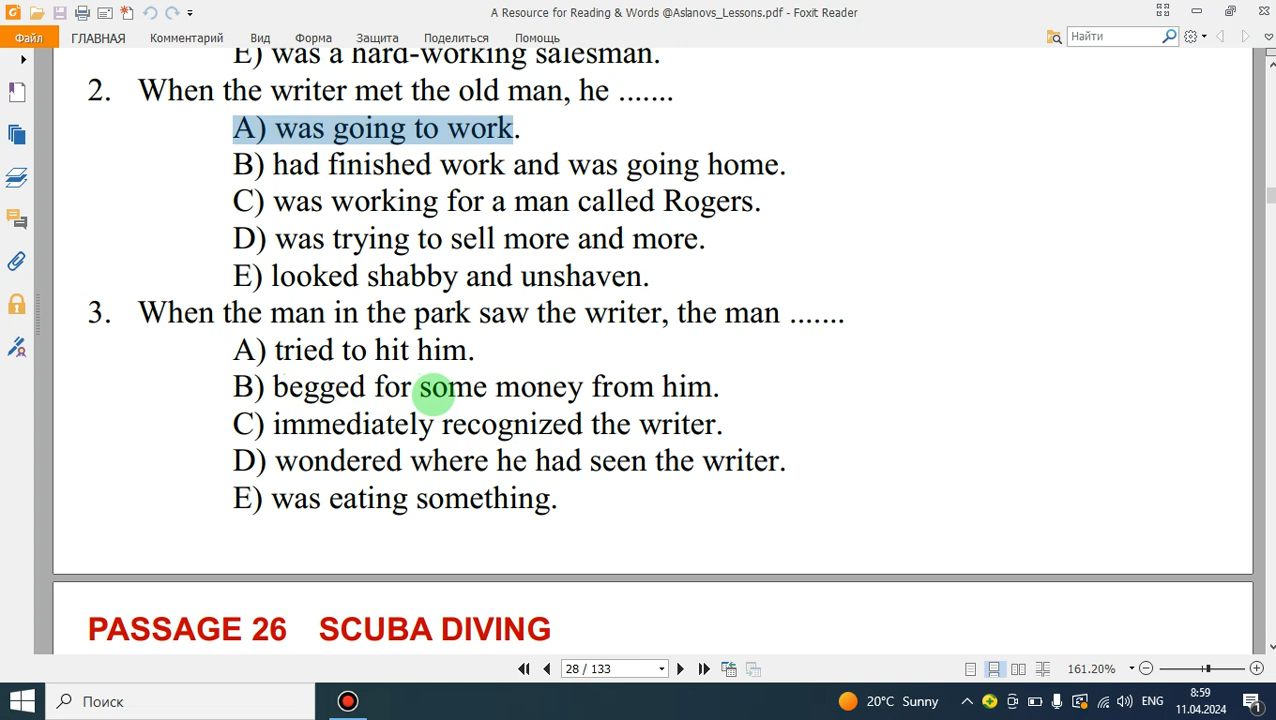 A Resource for Reading & Words @Aslanovs_Lessons.pdf - Foxit Reader
Файл ГЛАВНАЯ Комментарий Вид Форма Защита Поделиться Помощь Найти
E) was a hard-working salesman.
2. When the writer met the old man, he .......
A) was going to work.
B) had finished work and was going home.
C) was working for a man called Rogers.
D) was trying to sell more and more.
E) looked shabby and unshaven.
3. When the man in the park saw the writer, the man .......
A) tried to hit him.
B) begged for some money from him.
C) immediately recognized the writer.
D) wondered where he had seen the writer.
E) was eating something.
PASSAGE 26 SCUBA DIVING
28 / 133 161.20%
Поиск 20°C Sunny ENG 8:59
11.04.2024 1